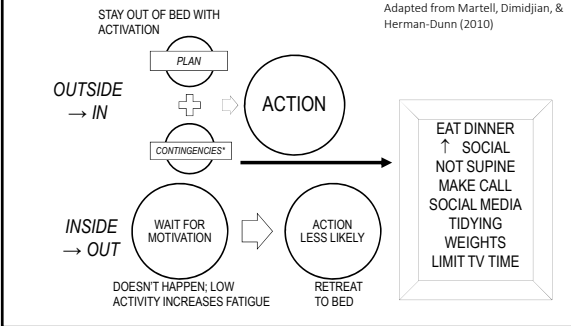 STAY OUT OF BED WITH
ACTIVATION
Adapted from Martell, Dimidjian, &
Herman-Dunn (2010)
OUTSIDE
→ IN
PLAN
CONTINGENCIES*
ACTION
INSIDE
→ OUT
WAIT FOR
MOTIVATION
ACTION
LESS LIKELY
DOESN'T HAPPEN; LOW
ACTIVITY INCREASES FATIGUE
RETREAT
TO BED
EAT DINNER
↑ SOCIAL
NOT SUPINE
MAKE CALL
SOCIAL MEDIA
TIDYING
WEIGHTS
LIMIT TV TIME